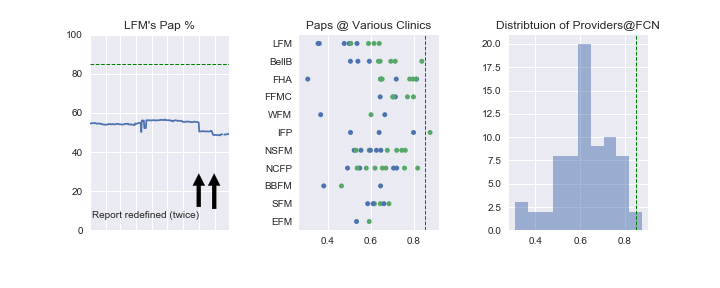 LFM's Pap %
100
80
60
40
20
0
Report redefined (twice)
Paps @ Various Clinics
LFM
BellB
FHA
FFMC
WFM
IFP
NSFM
NCFP
BBFM
SFM
EFM
0.4 0.6 0.8
Distribtuion of Providers@FCN
20.0
17.5
15.0
12.5
10.0
7.5
5.0
2.5
0.0
0.4 0.6 0.8